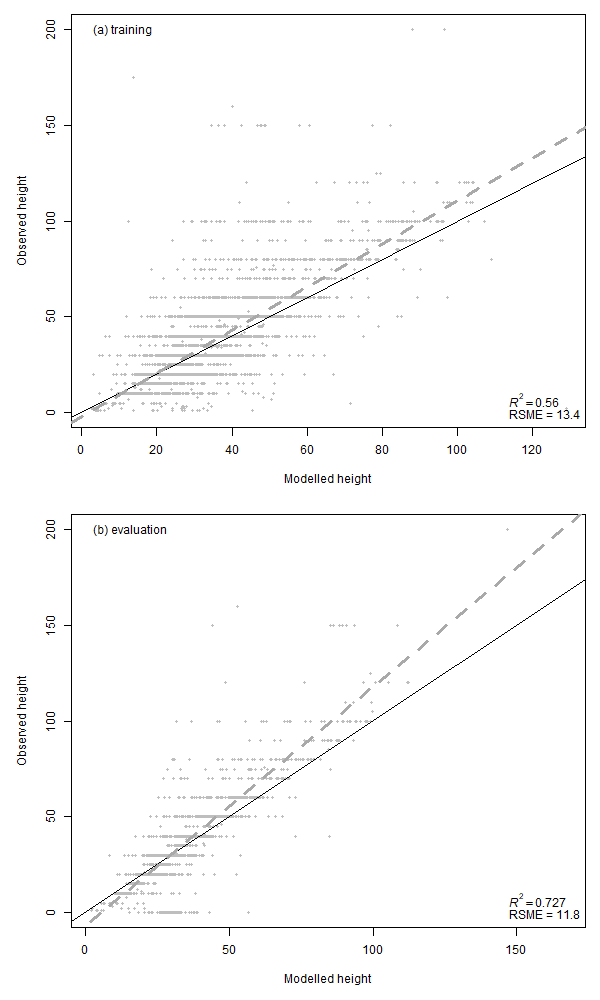 (a) training
200
150
100
50
0
Observed height
R² = 0.56
RSME = 13.4
0 20 40 60 80 100 120
Modelled height
(b) evaluation
200
150
100
50
0
Observed height
R² = 0.727
RSME = 11.8
0 50 100 150
Modelled height